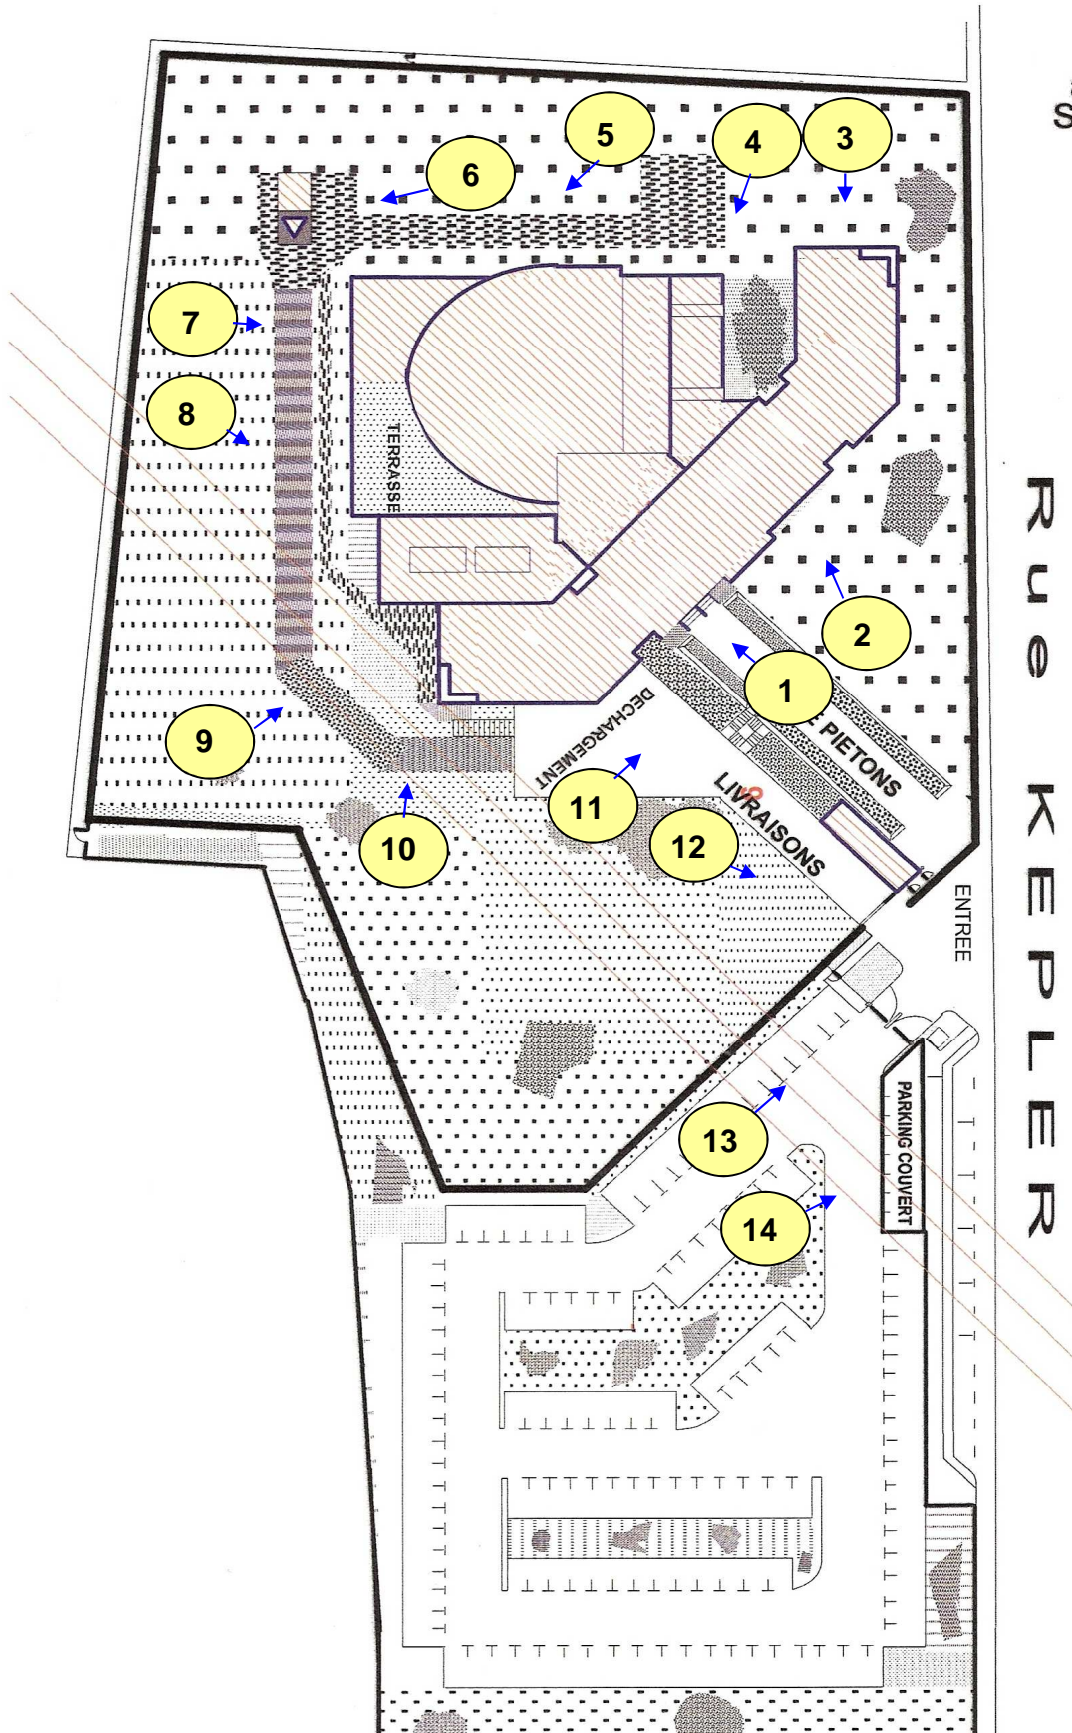 S
5
4
3
6
7
8
TERRASSE
Rue KEPLER
2
1
E PIETONS
9
DECHARGEMENT
11
LIVRAISONS
10
12
ENTREE
13
PARKING COUVERT
14